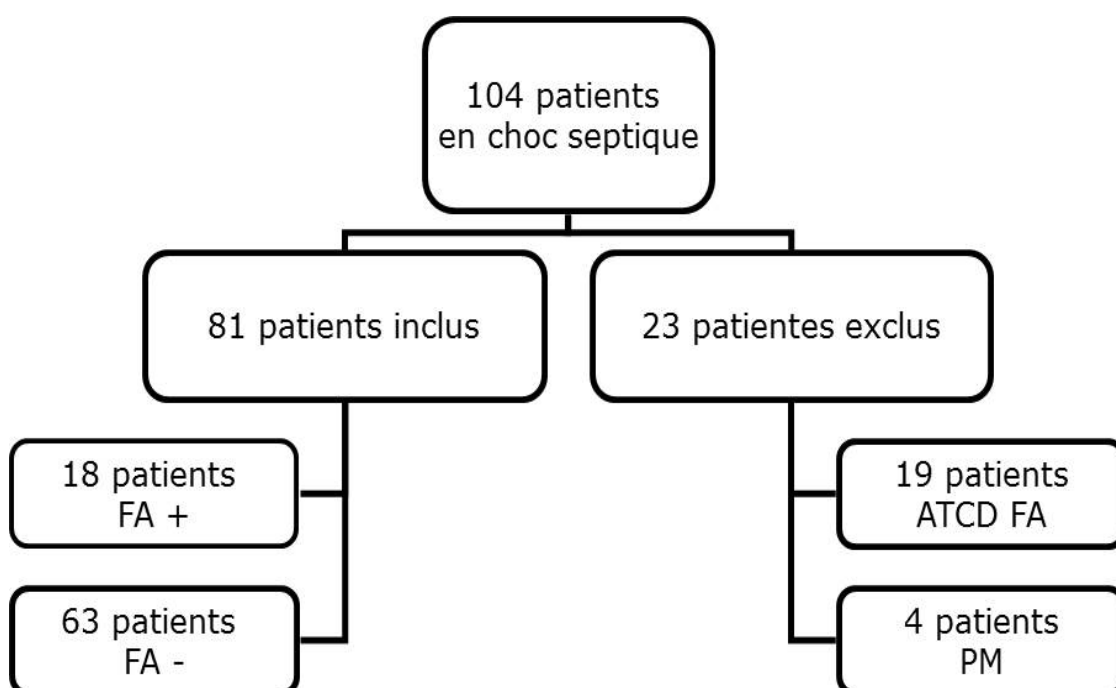 104 patients
en choc septique
81 patients inclus
23 patientes exclus
18 patients
FA +
19 patients
ATCD FA
63 patients
FA -
4 patients
PM